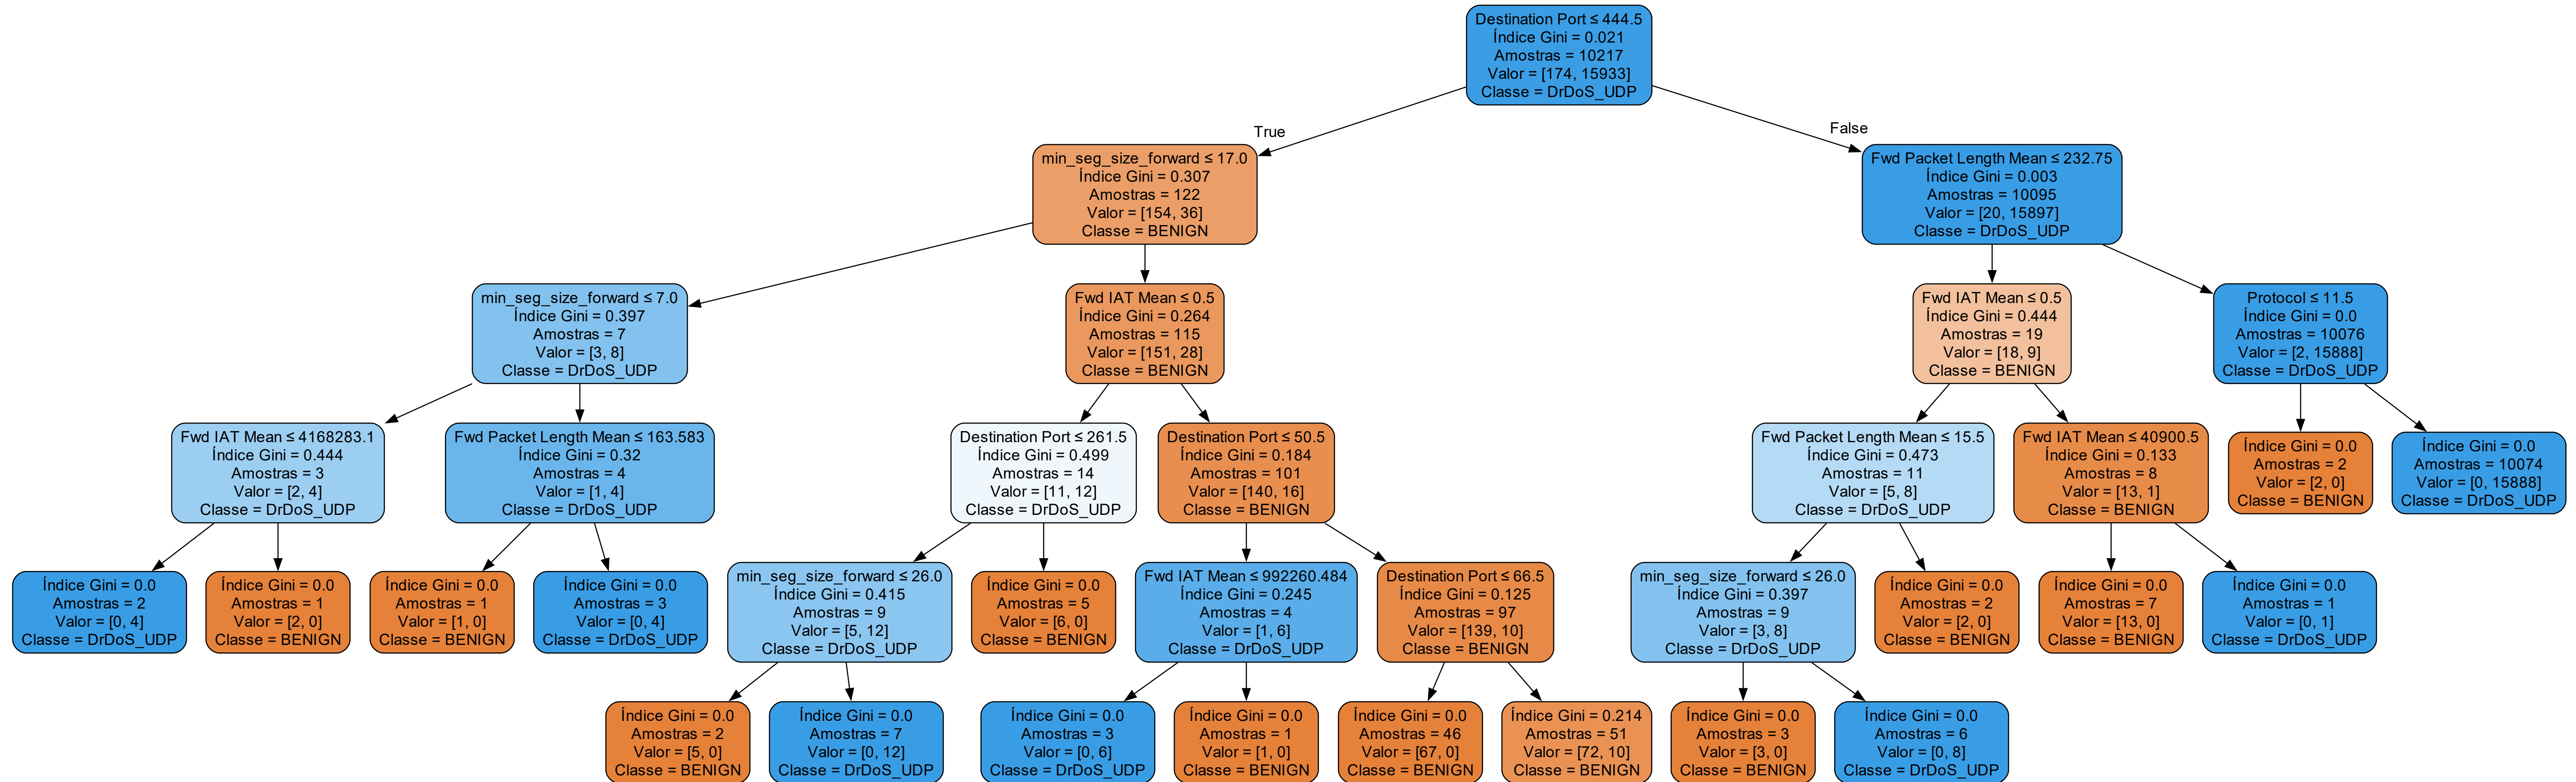 Destination Port ≤ 444.5
Índice Gini = 0.021
Amostras = 10217
Valor = [174, 15933]
Classe = DrDoS_UDP
True
False
min_seg_size_forward ≤ 17.0
Índice Gini = 0.307
Amostras = 122
Valor = [154, 36]
Classe = BENIGN
Fwd Packet Length Mean ≤ 232.75
Índice Gini = 0.003
Amostras = 10095
Valor = [20, 15897]
Classe = DrDoS_UDP
min_seg_size_forward ≤ 7.0
Índice Gini = 0.397
Amostras = 7
Valor = [3, 8]
Classe = DrDoS_UDP
Fwd IAT Mean ≤ 0.5
Índice Gini = 0.264
Amostras = 115
Valor = [151, 28]
Classe = BENIGN
Fwd IAT Mean ≤ 0.5
Índice Gini = 0.444
Amostras = 19
Valor = [18, 9]
Classe = BENIGN
Protocol ≤ 11.5
Índice Gini = 0.0
Amostras = 10076
Valor = [2, 15888]
Classe = DrDoS_UDP
Fwd IAT Mean ≤ 4168283.1
Índice Gini = 0.444
Amostras = 3
Valor = [2, 4]
Classe = DrDoS_UDP
Fwd Packet Length Mean ≤ 163.583
Índice Gini = 0.32
Amostras = 4
Valor = [1, 4]
Classe = DrDoS_UDP
Destination Port ≤ 261.5
Índice Gini = 0.499
Amostras = 14
Valor = [11, 12]
Classe = DrDoS_UDP
Destination Port ≤ 50.5
Índice Gini = 0.184
Amostras = 101
Valor = [140, 16]
Classe = BENIGN
Fwd Packet Length Mean ≤ 15.5
Índice Gini = 0.473
Amostras = 11
Valor = [5, 8]
Classe = DrDoS_UDP
Fwd IAT Mean ≤ 40900.5
Índice Gini = 0.133
Amostras = 8
Valor = [13, 1]
Classe = BENIGN
Índice Gini = 0.0
Amostras = 2
Valor = [2, 0]
Classe = BENIGN
Índice Gini = 0.0
Amostras = 10074
Valor = [0, 15888]
Classe = DrDoS_UDP
Índice Gini = 0.0
Amostras = 2
Valor = [0, 4]
Classe = DrDoS_UDP
Índice Gini = 0.0
Amostras = 1
Valor = [2, 0]
Classe = BENIGN
Índice Gini = 0.0
Amostras = 1
Valor = [1, 0]
Classe = BENIGN
Índice Gini = 0.0
Amostras = 3
Valor = [0, 4]
Classe = DrDoS_UDP
min_seg_size_forward ≤ 26.0
Índice Gini = 0.415
Amostras = 9
Valor = [5, 12]
Classe = DrDoS_UDP
Índice Gini = 0.0
Amostras = 5
Valor = [6, 0]
Classe = BENIGN
Fwd IAT Mean ≤ 992260.484
Índice Gini = 0.245
Amostras = 4
Valor = [1, 6]
Classe = DrDoS_UDP
Destination Port ≤ 66.5
Índice Gini = 0.125
Amostras = 97
Valor = [139, 10]
Classe = BENIGN
min_seg_size_forward ≤ 26.0
Índice Gini = 0.397
Amostras = 9
Valor = [3, 8]
Classe = DrDoS_UDP
Índice Gini = 0.0
Amostras = 2
Valor = [2, 0]
Classe = BENIGN
Índice Gini = 0.0
Amostras = 7
Valor = [13, 0]
Classe = BENIGN
Índice Gini = 0.0
Amostras = 1
Valor = [0, 1]
Classe = DrDoS_UDP
Índice Gini = 0.0
Amostras = 2
Valor = [5, 0]
Classe = BENIGN
Índice Gini = 0.0
Amostras = 7
Valor = [0, 12]
Classe = DrDoS_UDP
Índice Gini = 0.0
Amostras = 3
Valor = [0, 6]
Classe = DrDoS_UDP
Índice Gini = 0.0
Amostras = 1
Valor = [1, 0]
Classe = BENIGN
Índice Gini = 0.0
Amostras = 46
Valor = [67, 0]
Classe = BENIGN
Índice Gini = 0.214
Amostras = 51
Valor = [72, 10]
Classe = BENIGN
Índice Gini = 0.0
Amostras = 3
Valor = [3, 0]
Classe = BENIGN
Índice Gini = 0.0
Amostras = 6
Valor = [0, 8]
Classe = DrDoS_UDP